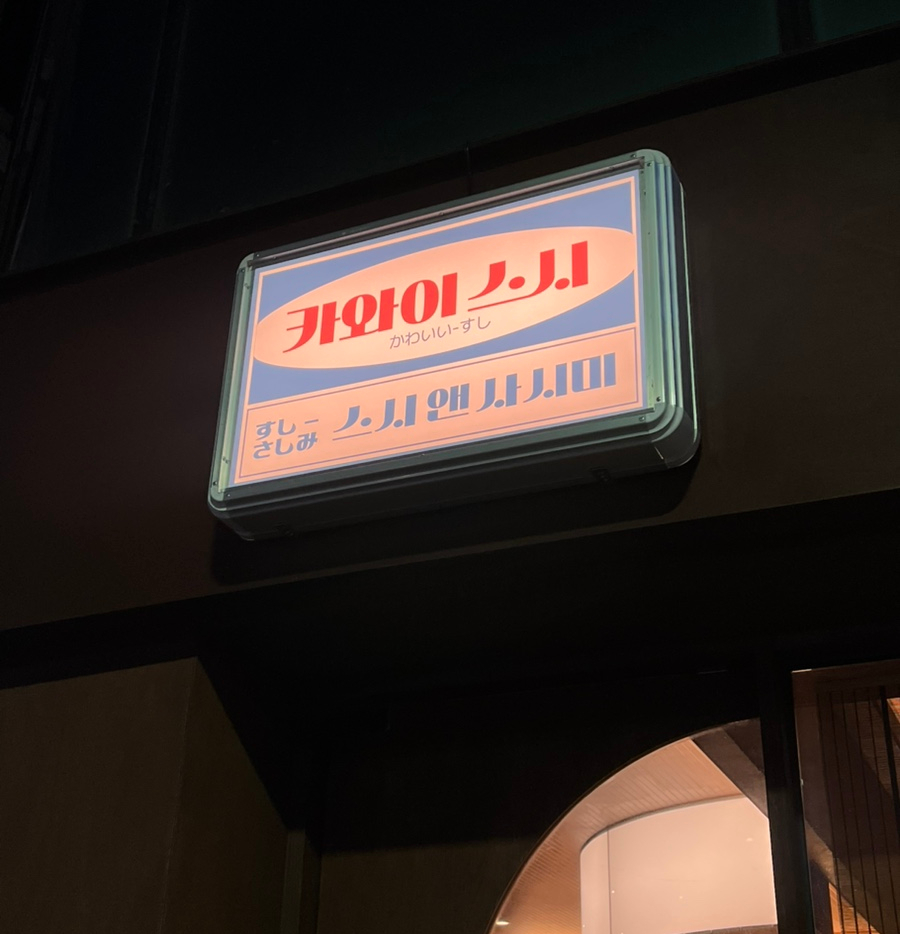 카와이 스시
かわいい-すし
すし－
さしみ
스시 앤 사시미